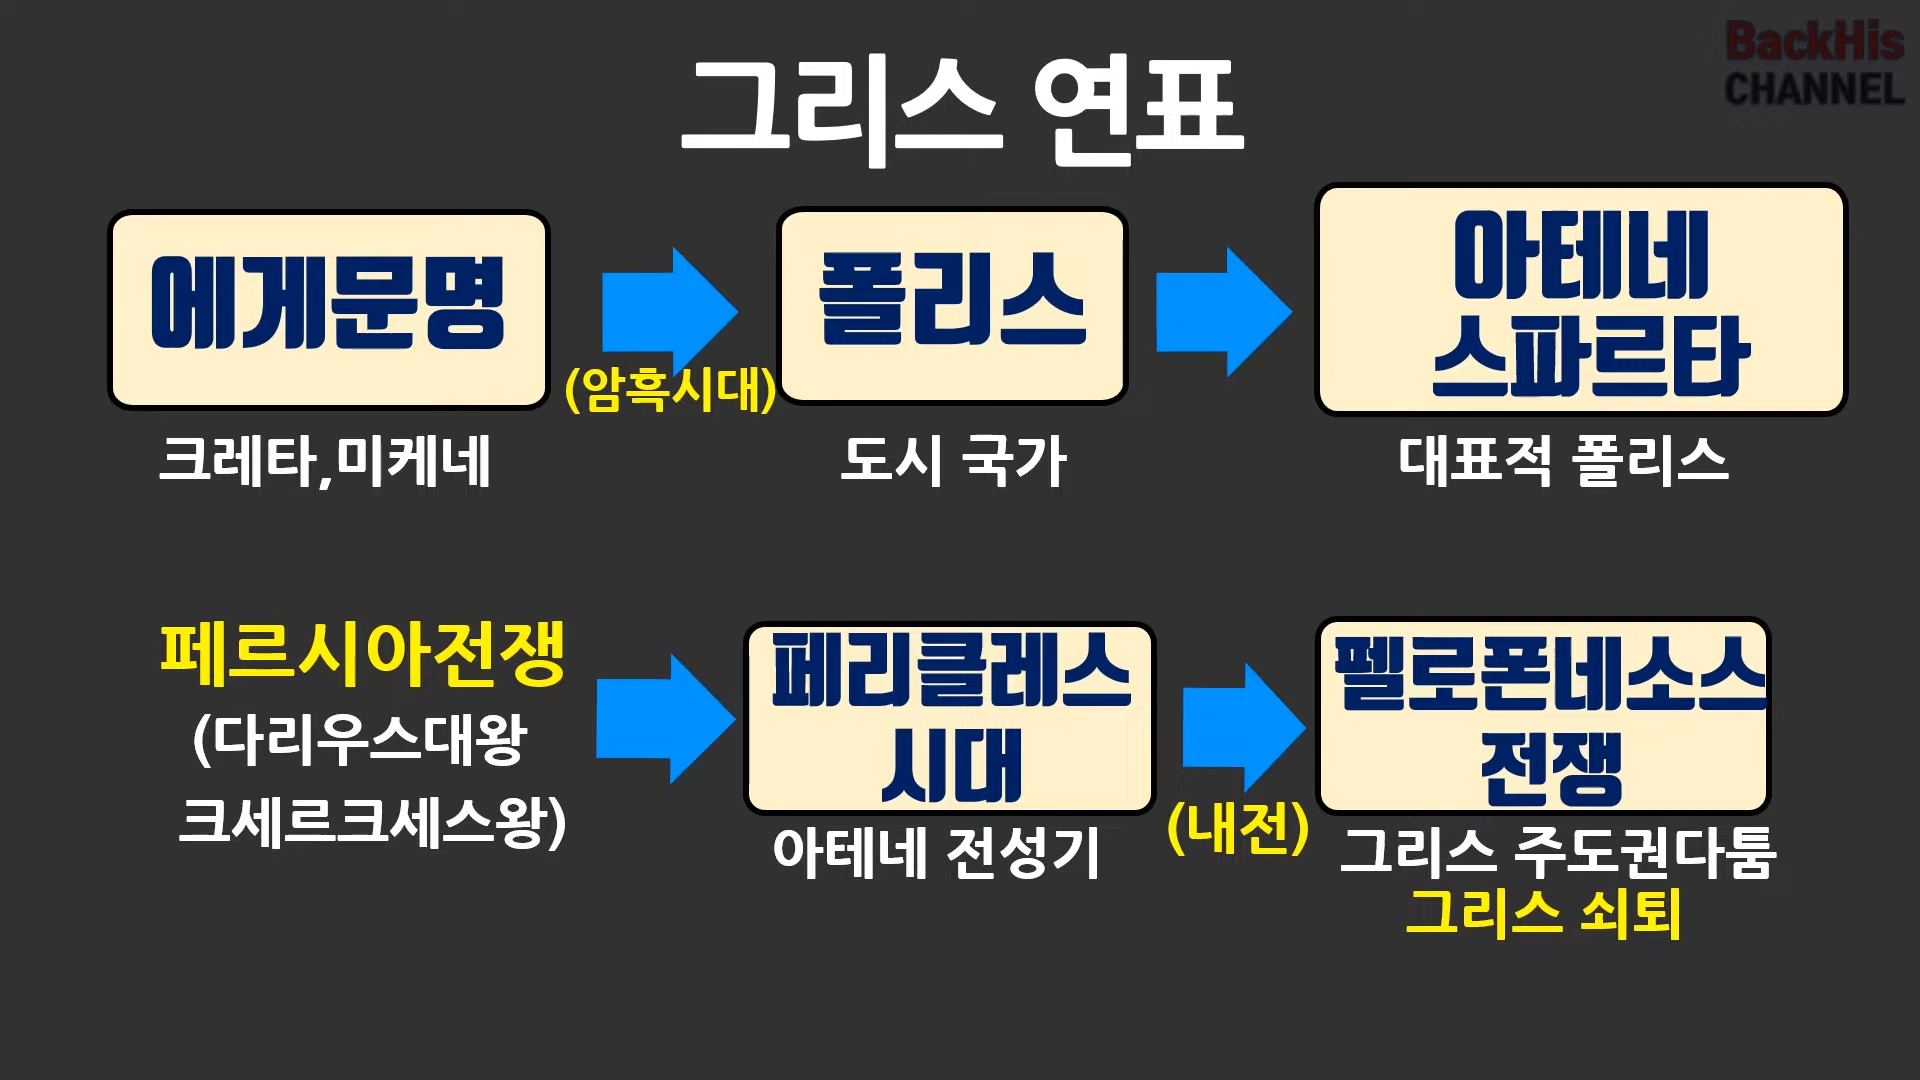 그리스 연표
BackHis
CHANNEL
에게문명
(암흑시대)
폴리스
아테네
스파르타
크레타,미케네
도시 국가
대표적 폴리스
페르시아전쟁
(다리우스대왕
크세르크세스왕)
페리클레스
시대
아테네 전성기
(내전)
펠로폰네소스
전쟁
그리스 주도권다툼
그리스 쇠퇴